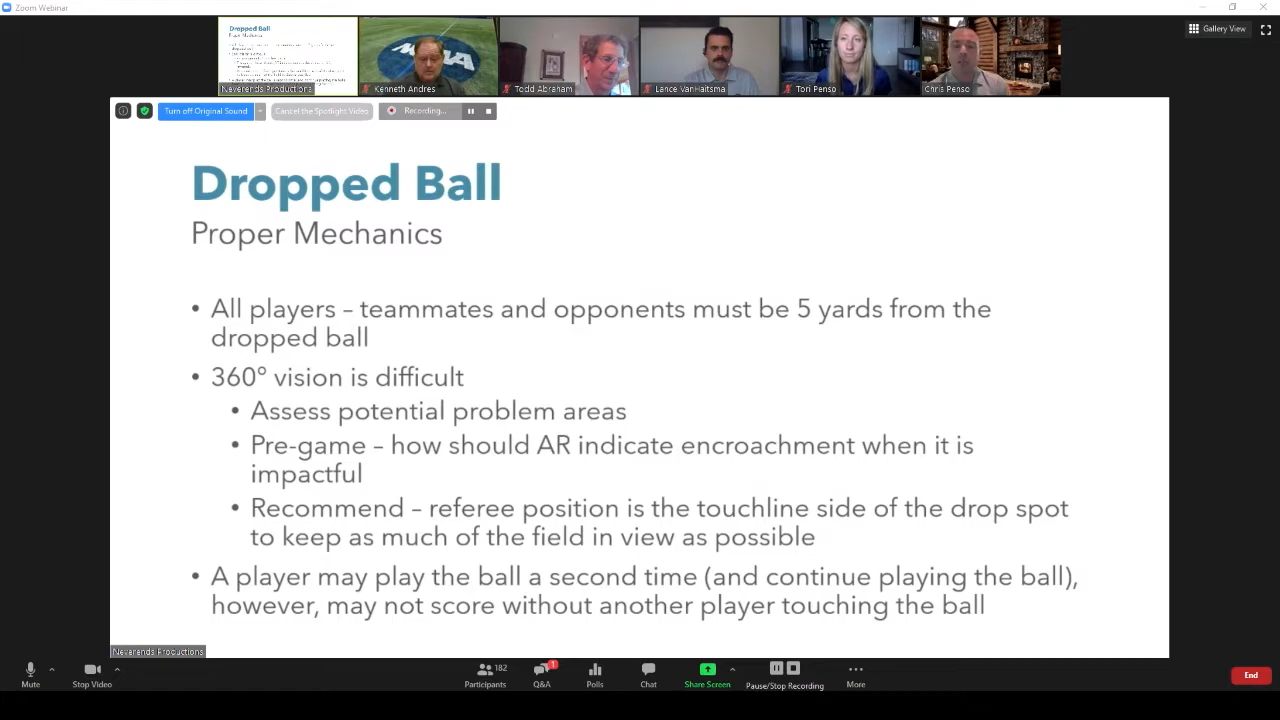 Zoom Webinar
Dropped Ball
Gallery View
Neverends Productions
Kenneth Andres
Todd Abraham
Lance VanHaitsma
Tori Penso
Chris Penso
Turn off Original Sound
Cancel the Spotlight Video
Recording...
Dropped Ball
Proper Mechanics
• All players – teammates and opponents must be 5 yards from the
dropped ball
• 360° vision is difficult
• Assess potential problem areas
• Pre-game – how should AR indicate encroachment when it is
impactful
• Recommend – referee position is the touchline side of the drop spot
to keep as much of the field in view as possible
• A player may play the ball a second time (and continue playing the ball),
however, may not score without another player touching the ball
Neverends Productions
Mute
Stop Video
182
Participants
1
Q&A
Polls
Chat
Share Screen
Pause/Stop Recording
More
End